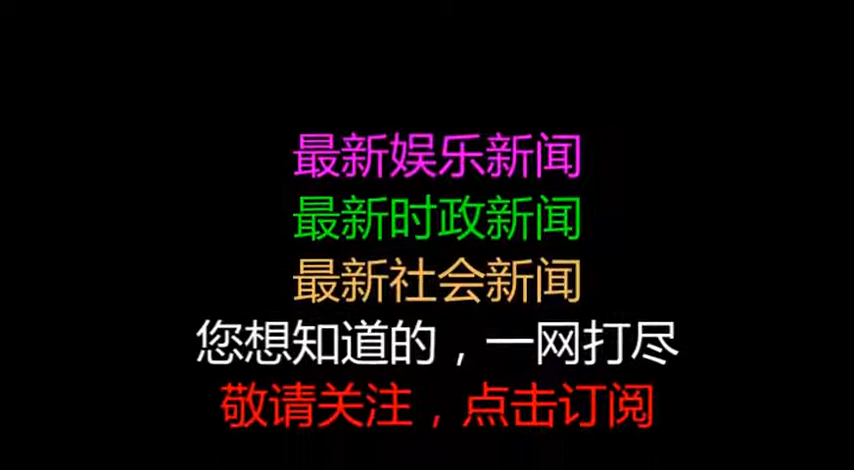 最新娱乐新闻
最新时政新闻
最新社会新闻
您想知道的，一网打尽
敬请关注，点击订阅